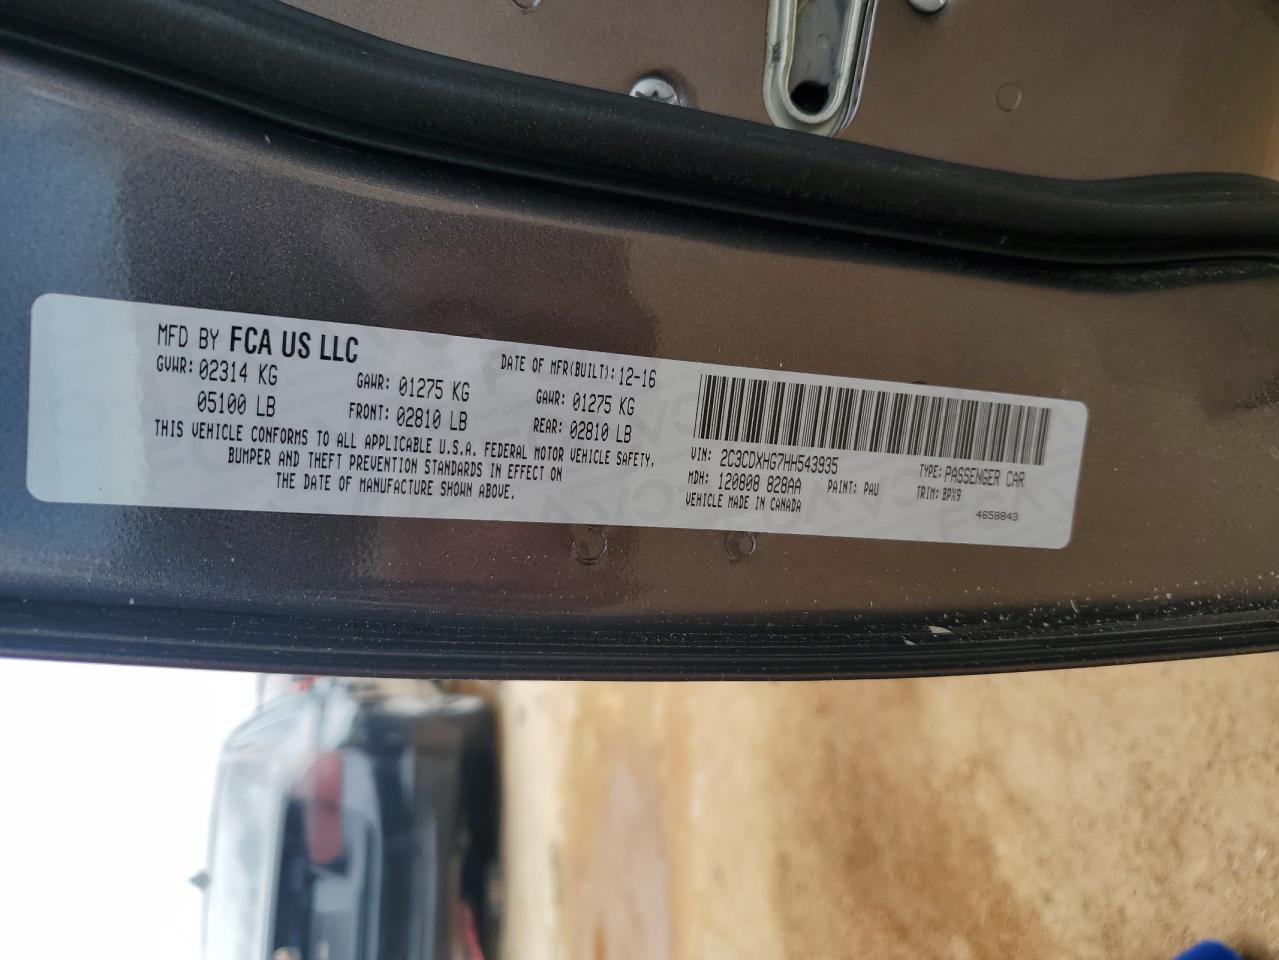 MFD BY FCA US LLC
DATE OF MFR(BUILT): 12-16
GVWR: 02314 KG
GAWR: 01275 KG
GAWR: 01275 KG
05100 LB
FRONT: 02810 LB
REAR: 02810 LB
THIS VEHICLE CONFORMS TO ALL APPLICABLE U.S.A. FEDERAL MOTOR VEHICLE SAFETY,
BUMPER AND THEFT PREVENTION STANDARDS IN EFFECT ON
THE DATE OF MANUFACTURE SHOWN ABOVE.
VIN: 2C3CDXHG7HH543935
TYPE: PASSENGER CAR
MDH: 120808 828AA
PAINT: PAU
TRIM: BPX9
VEHICLE MADE IN CANADA
4658843